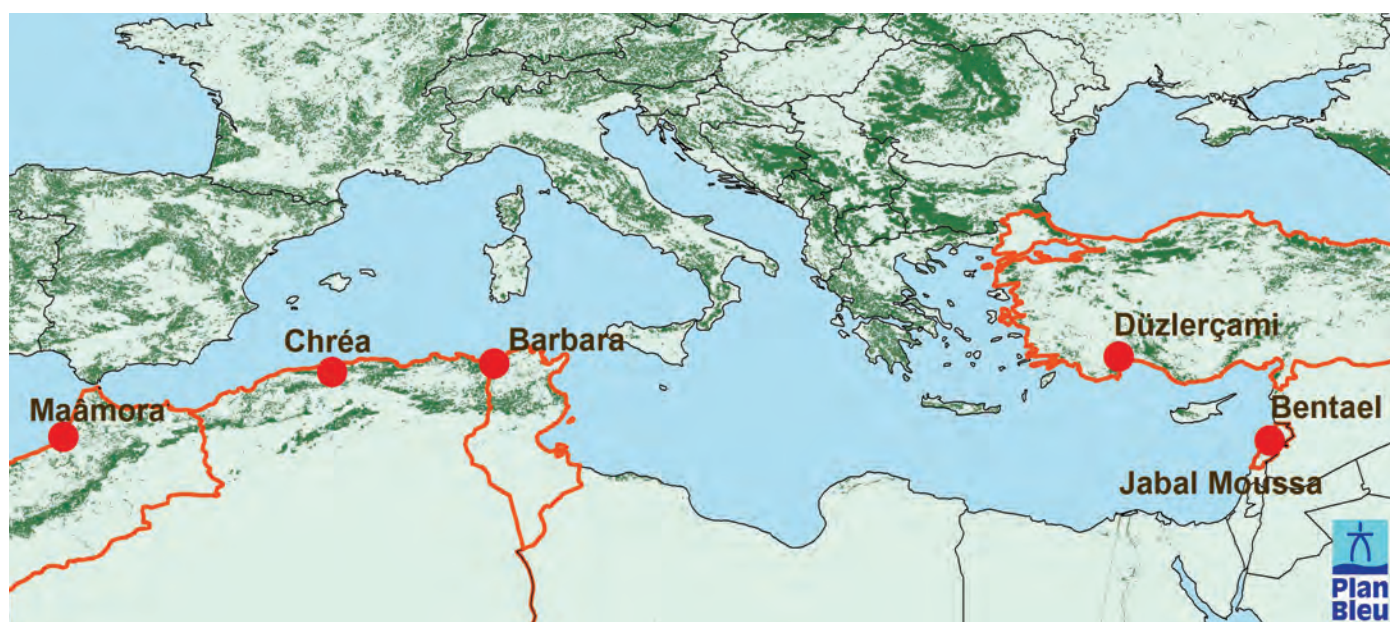 Chréa
Barbara
Düzlerçami
Maâmora
Bentael
Jabal Moussa
Plan
Bleu